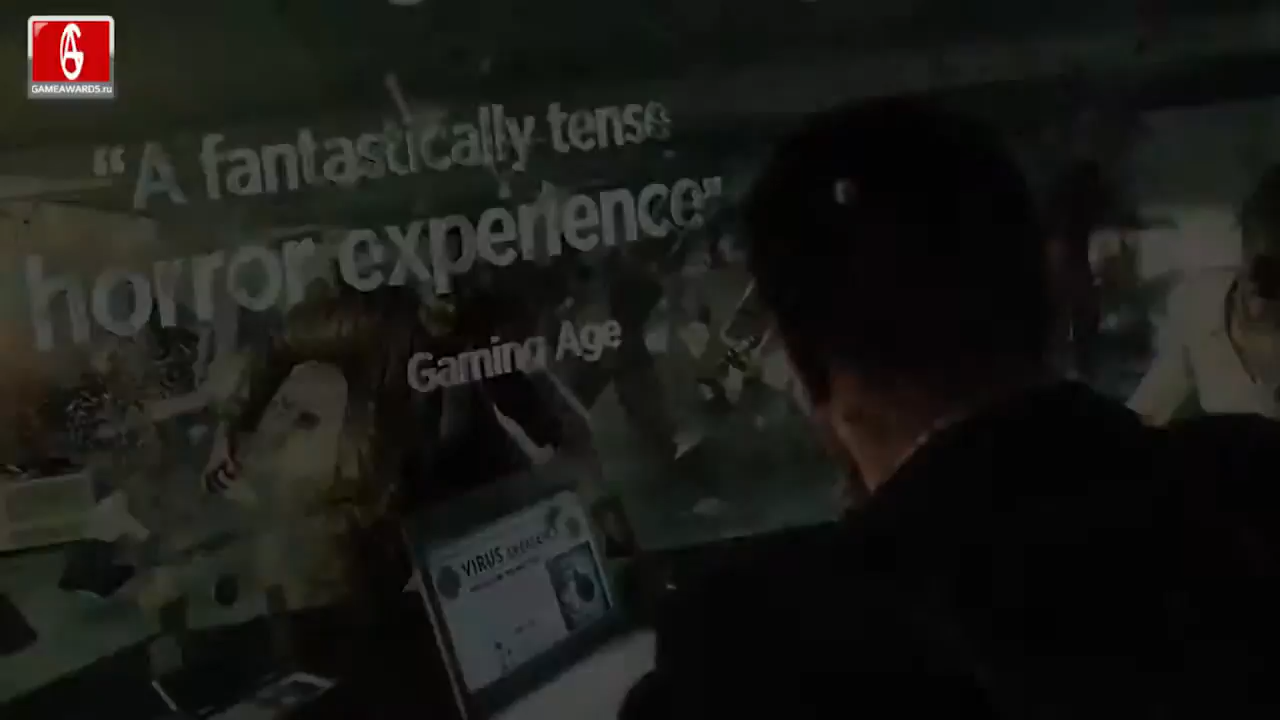 GAMEAWARDS.ru
“A fantastically tense
horror experience”
Gaming Age
VIRUS